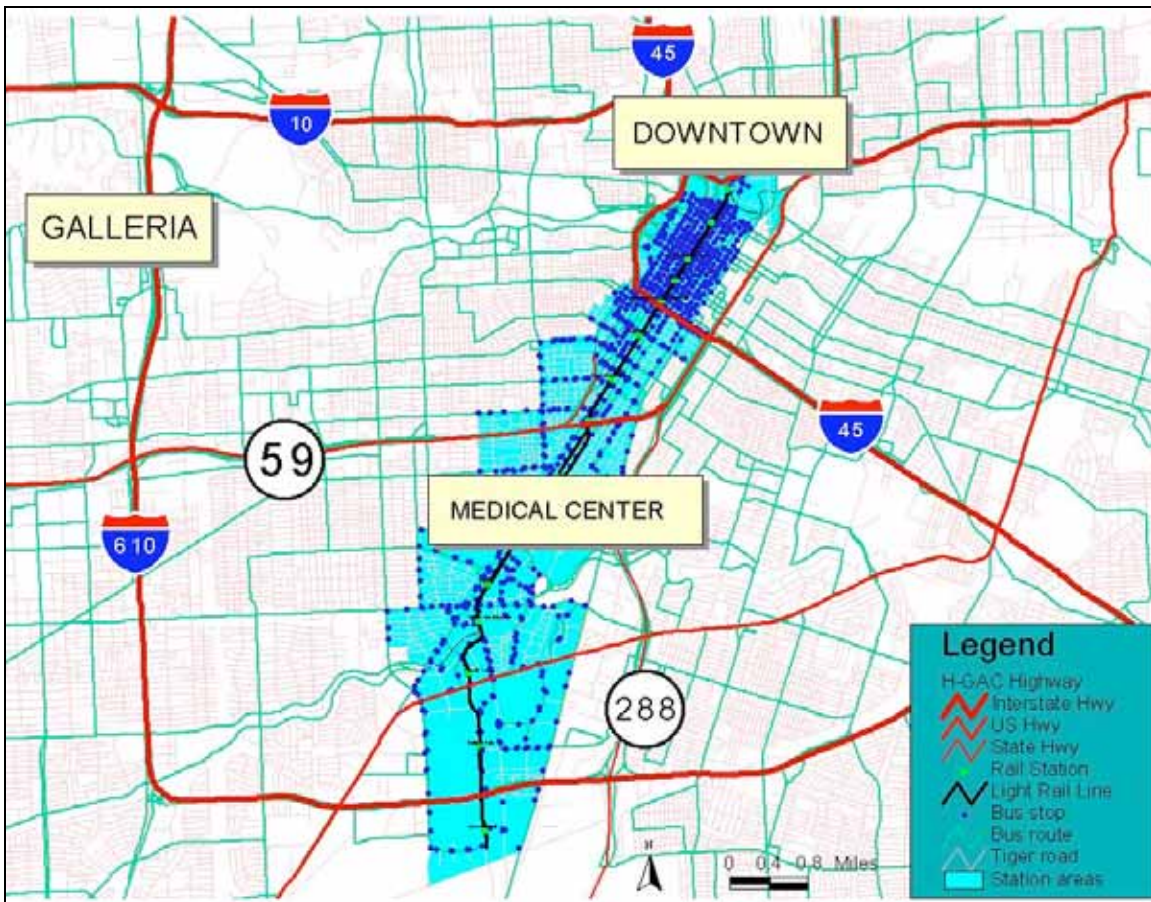 45
10
DOWNTOWN
GALLERIA
45
59
MEDICAL CENTER
610
288
Legend
H-GAC Highway
Interstate Hwy
US Hwy
State Hwy
Rail Station
Light Rail Line
Bus stop
Bus route
Tiger road
Station areas
N
0 0.4 0.8 Miles